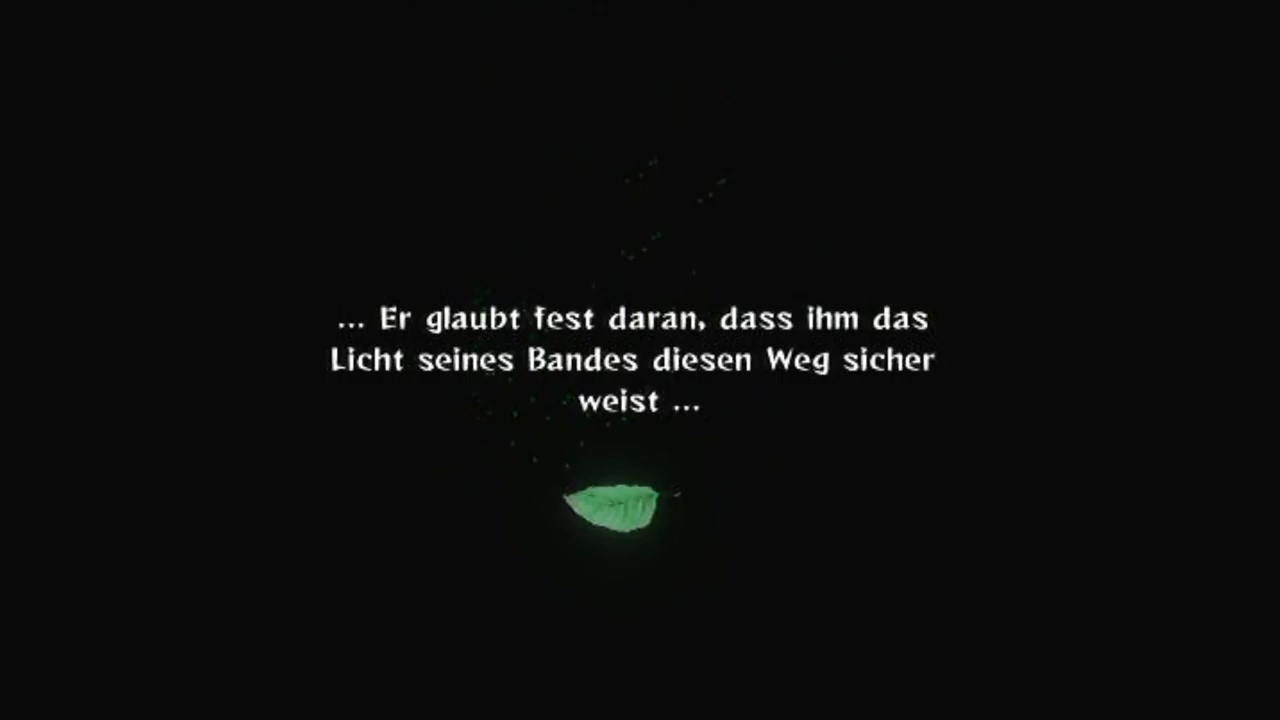 ... Er glaubt fest daran, dass ihm das
Licht seines Bandes diesen Weg sicher
weist ...